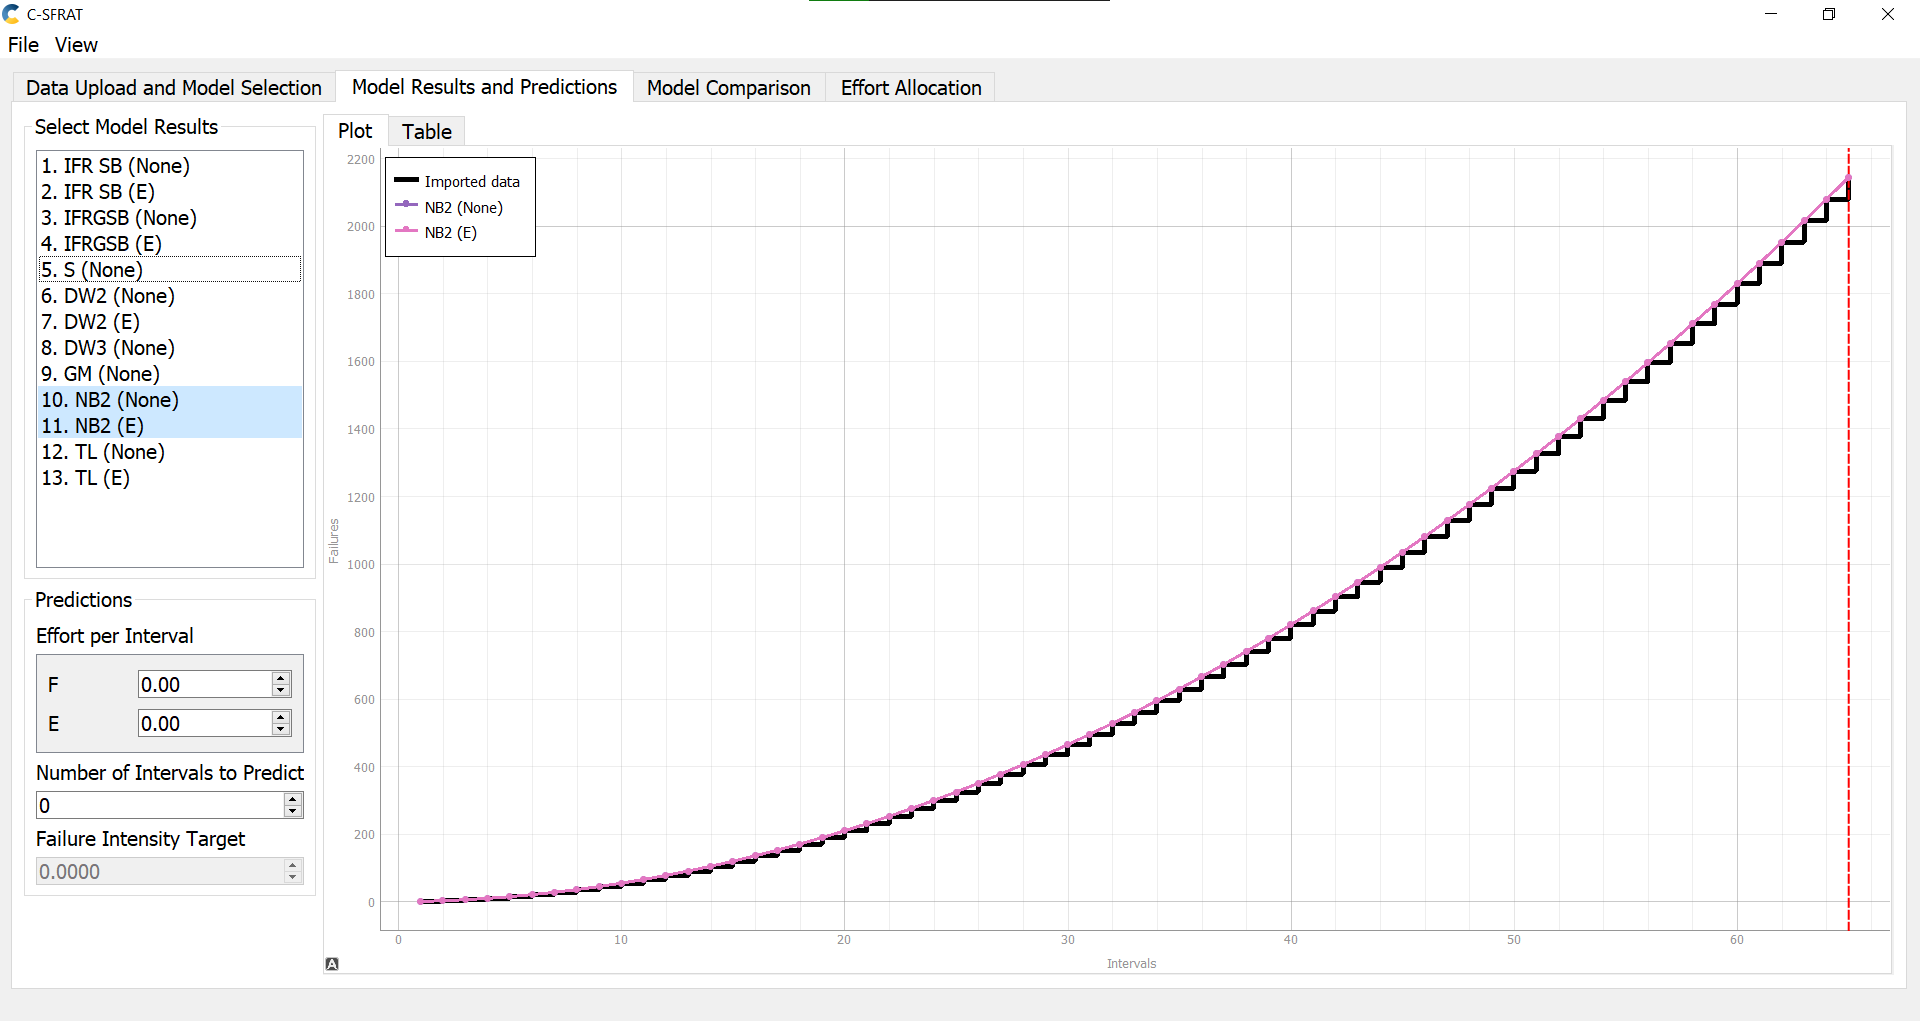 C-SFRAT
File View
Data Upload and Model Selection
Model Results and Predictions
Model Comparison
Effort Allocation
Select Model Results
1. IFR SB (None)
2. IFR SB (E)
3. IFRGSB (None)
4. IFRGSB (E)
5. S (None)
6. DW2 (None)
7. DW2 (E)
8. DW3 (None)
9. GM (None)
10. NB2 (None)
11. NB2 (E)
12. TL (None)
13. TL (E)
Predictions
Effort per Interval
F 0.00
E 0.00
Number of Intervals to Predict
0
Failure Intensity Target
0.0000
Plot Table
Imported data
NB2 (None)
NB2 (E)
2200
2000
1800
1600
1400
1200
1000
800
600
400
200
0
Failures
0 10 20 30 40 50 60
Intervals
A